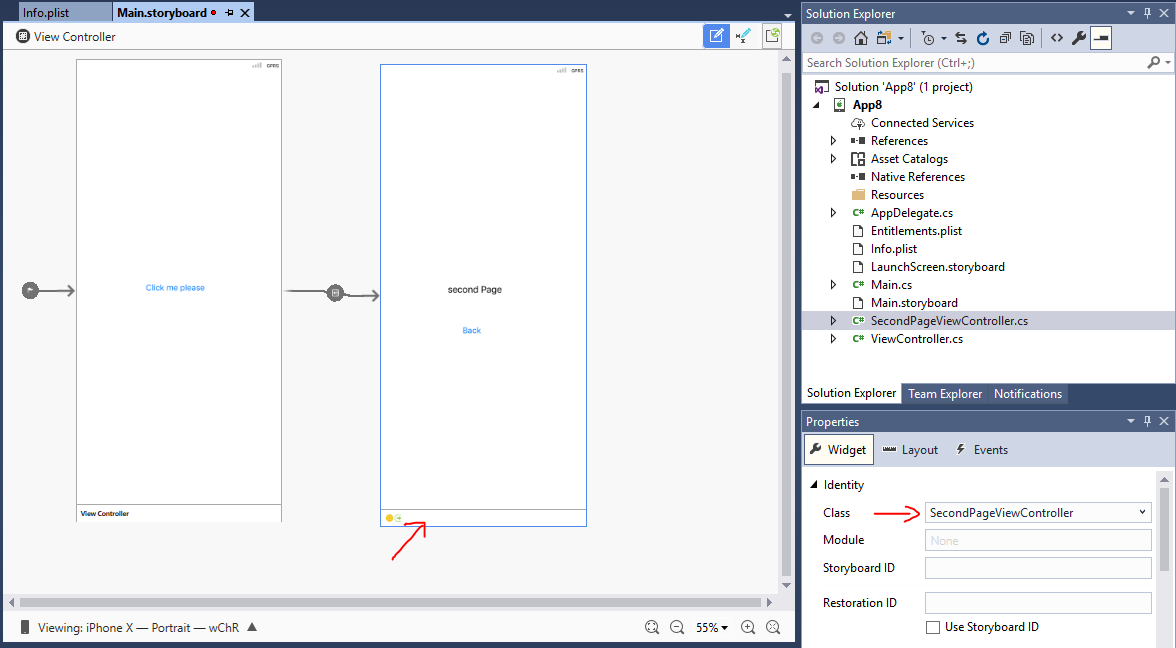 Info.plist
Main.storyboard
View Controller
GPRS
Click me please
View Controller
GPRS
second Page
Back
Viewing: iPhone X — Portrait — wChR
55%
Solution Explorer
Search Solution Explorer (Ctrl+;)
Solution 'App8' (1 project)
App8
Connected Services
References
Asset Catalogs
Native References
Resources
C# AppDelegate.cs
Entitlements.plist
Info.plist
LaunchScreen.storyboard
C# Main.cs
Main.storyboard
C# SecondPageViewController.cs
C# ViewController.cs
Solution Explorer Team Explorer Notifications
Properties
Widget Layout Events
Identity
Class SecondPageViewController
Module None
Storyboard ID
Restoration ID
Use Storyboard ID